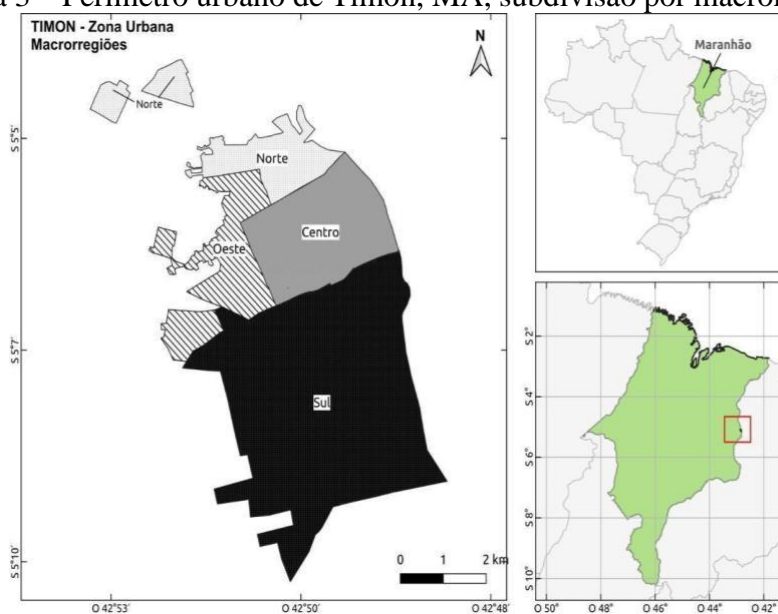 a 3 – Perímetro urbano de Timon, MA, subdivisão por macror
TIMON - Zona Urbana
Macrorregiões
N
Norte
Norte
Oeste
Centro
Sul
S 5°5'
S 5°7'
S 5°10'
0 1 2 km
O 42°53'
O 42°50'
O 42°48'
Maranhão
S 2°
S 4°
S 6°
S 8°
S 10°
O 50°
O 48°
O 46°
O 44°
O 42°